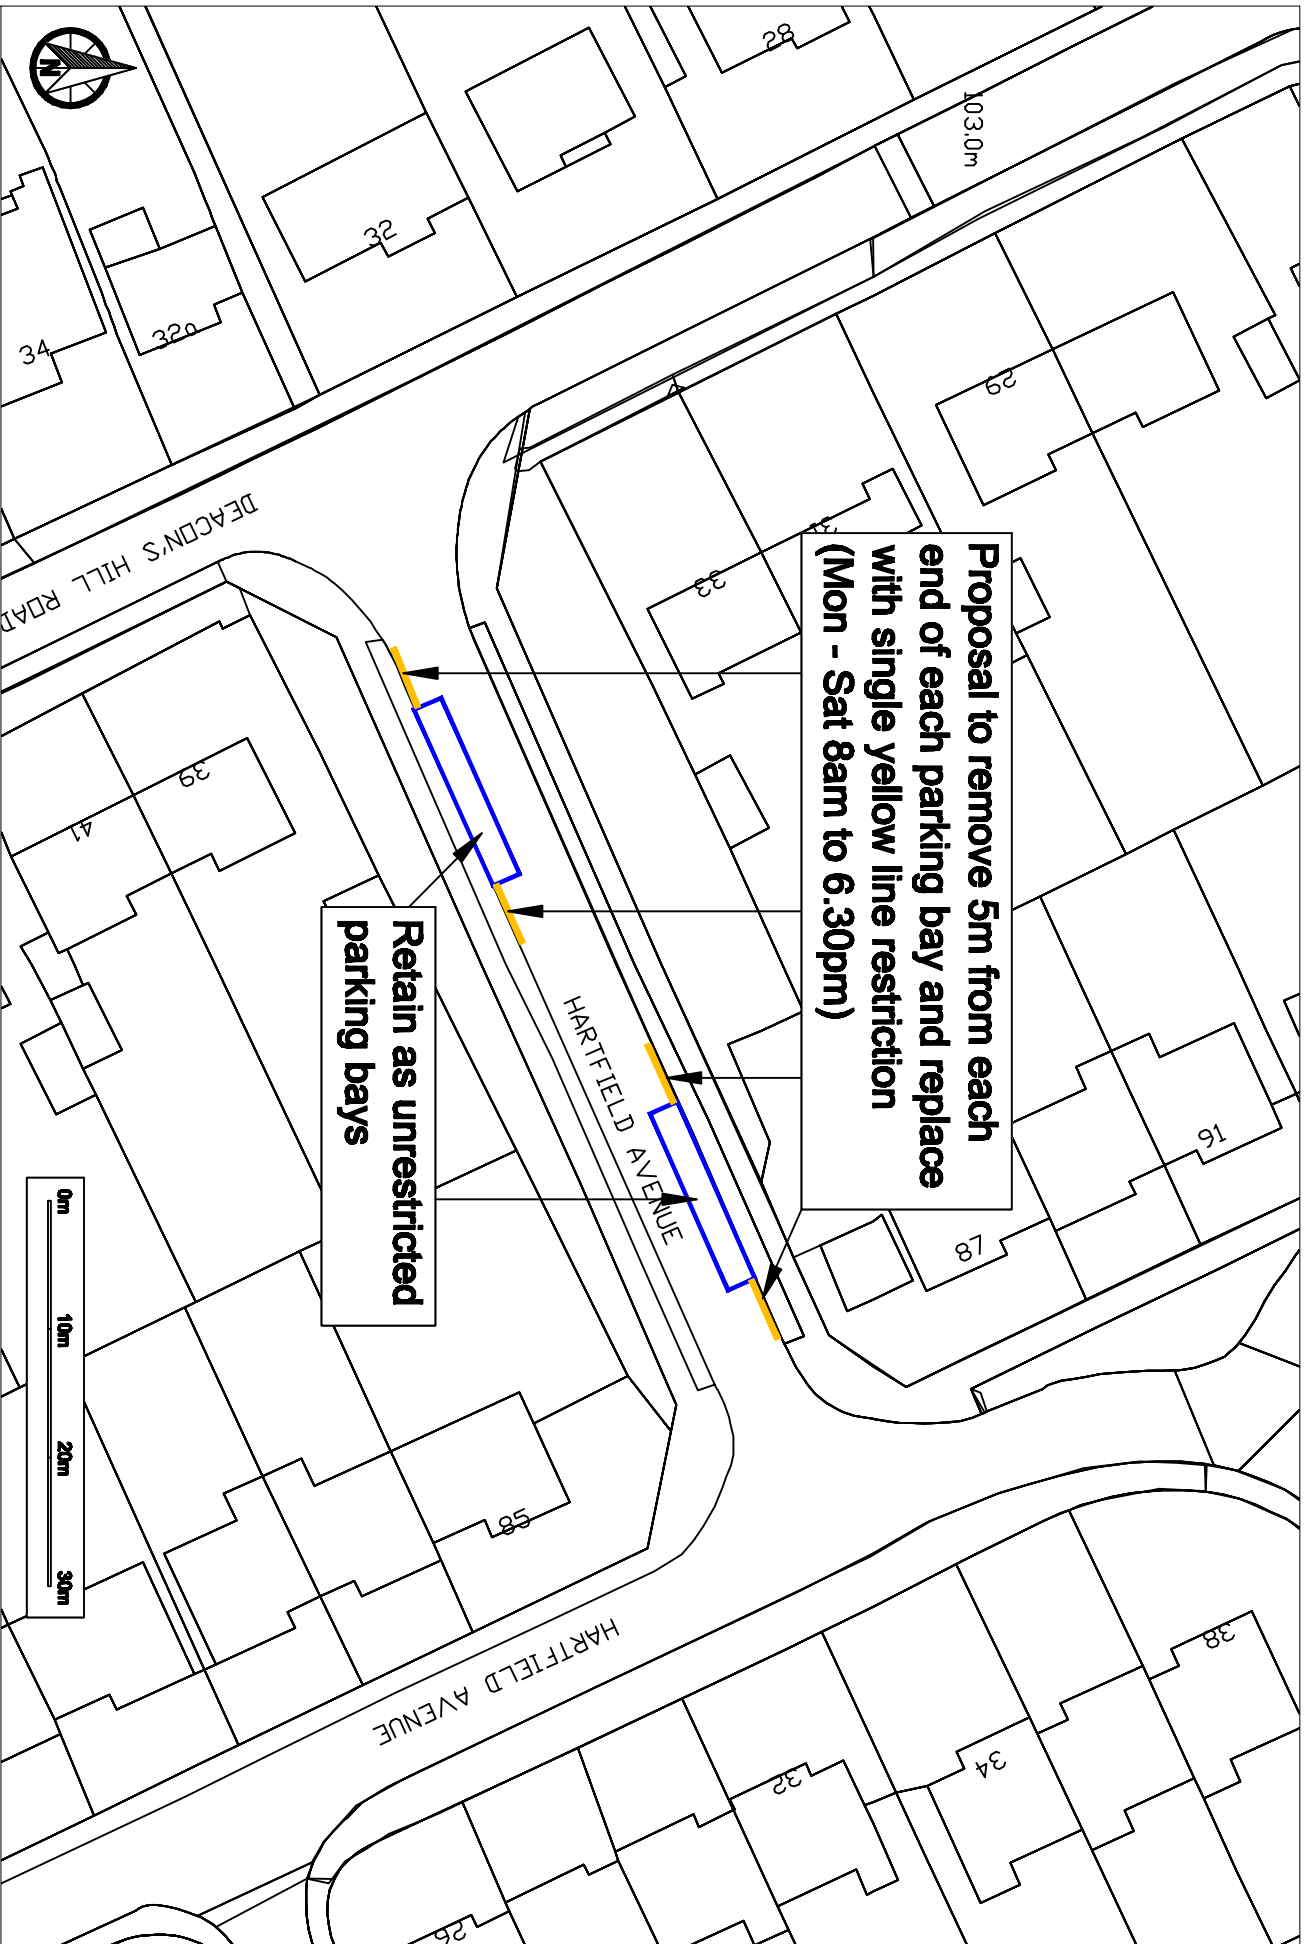 Proposal to remove 5m from each
end of each parking bay and replace
with single yellow line restriction
(Mon - Sat 8am to 6.30pm)
Retain as unrestricted
parking bays
HARTFIELD AVENUE
HARTFIELD AVENUE
DEACON'S HILL ROAD
103.0m
N
28
32
32a
34
29
33
39
41
91
87
85
38
34
32
26
0m 10m 20m 30m